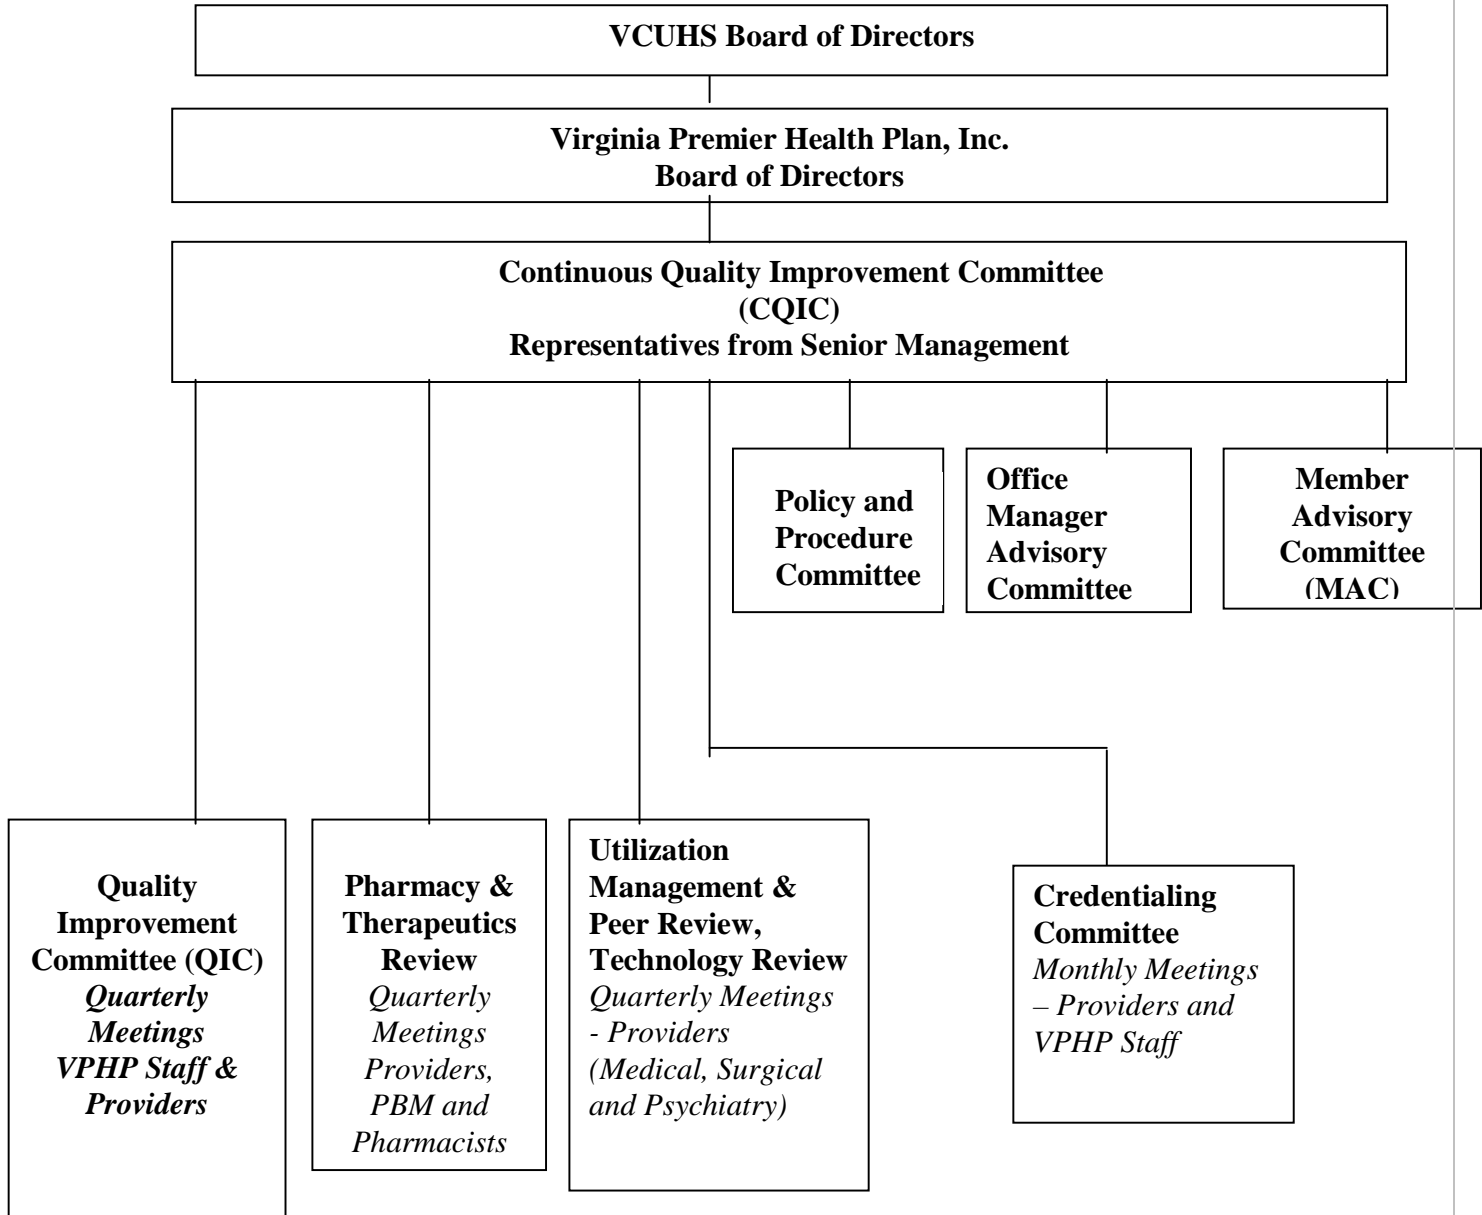 VCUHS Board of Directors
Virginia Premier Health Plan, Inc.
Board of Directors
Continuous Quality Improvement Committee
(CQIC)
Representatives from Senior Management
Policy and
Procedure
Committee
Office
Manager
Advisory
Committee
Member
Advisory
Committee
(MAC)
Quality
Improvement
Committee (QIC)
Quarterly
Meetings
VPHP Staff &
Providers
Pharmacy &
Therapeutics
Review
Quarterly
Meetings
Providers,
PBM and
Pharmacists
Utilization
Management &
Peer Review,
Technology Review
Quarterly Meetings
- Providers
(Medical, Surgical
and Psychiatry)
Credentialing
Committee
Monthly Meetings
– Providers and
VPHP Staff